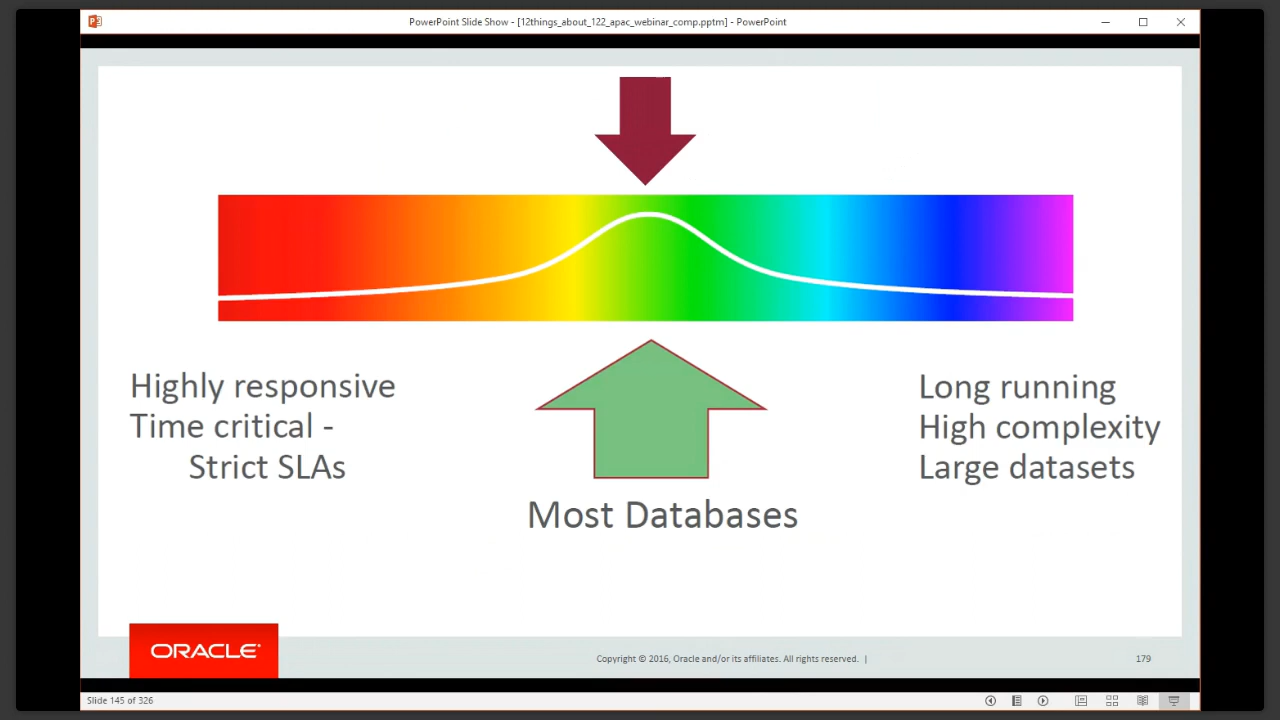 PowerPoint Slide Show - [12things_about_122_apac_webinar_comp.pptm] - PowerPoint
Highly responsive
Time critical -
Strict SLAs
Long running
High complexity
Large datasets
Most Databases
ORACLE
Copyright © 2016, Oracle and/or its affiliates. All rights reserved. |
179
Slide 145 of 326